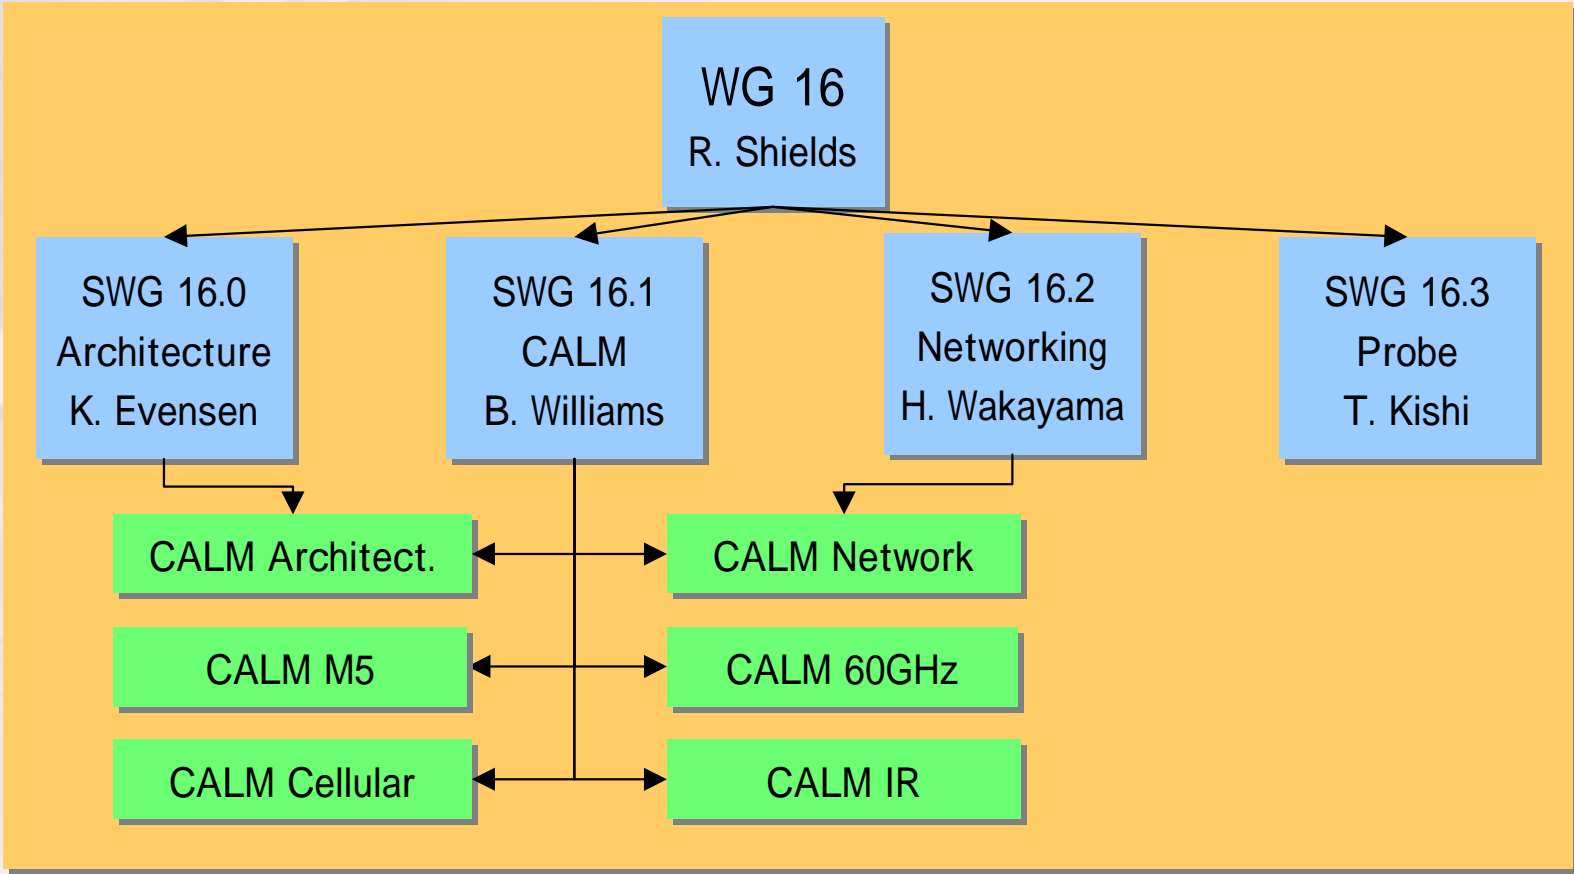 WG 16
R. Shields
SWG 16.0
Architecture
K. Evensen
SWG 16.1
CALM
B. Williams
SWG 16.2
Networking
H. Wakayama
SWG 16.3
Probe
T. Kishi
CALM Architect.
CALM Network
CALM M5
CALM 60GHz
CALM Cellular
CALM IR